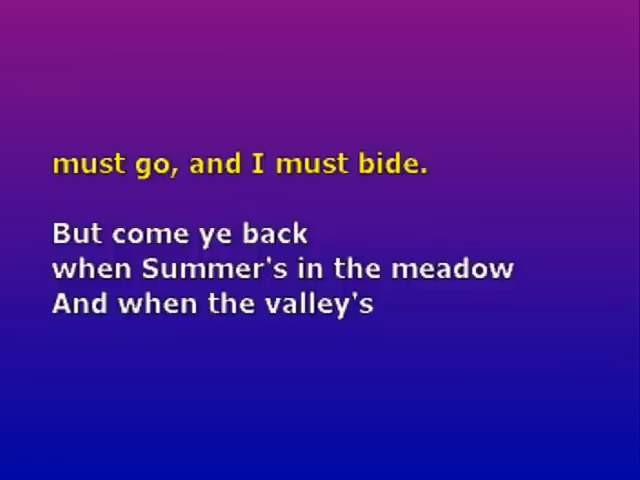 must go, and I must bide.
But come ye back
when Summer's in the meadow
And when the valley's